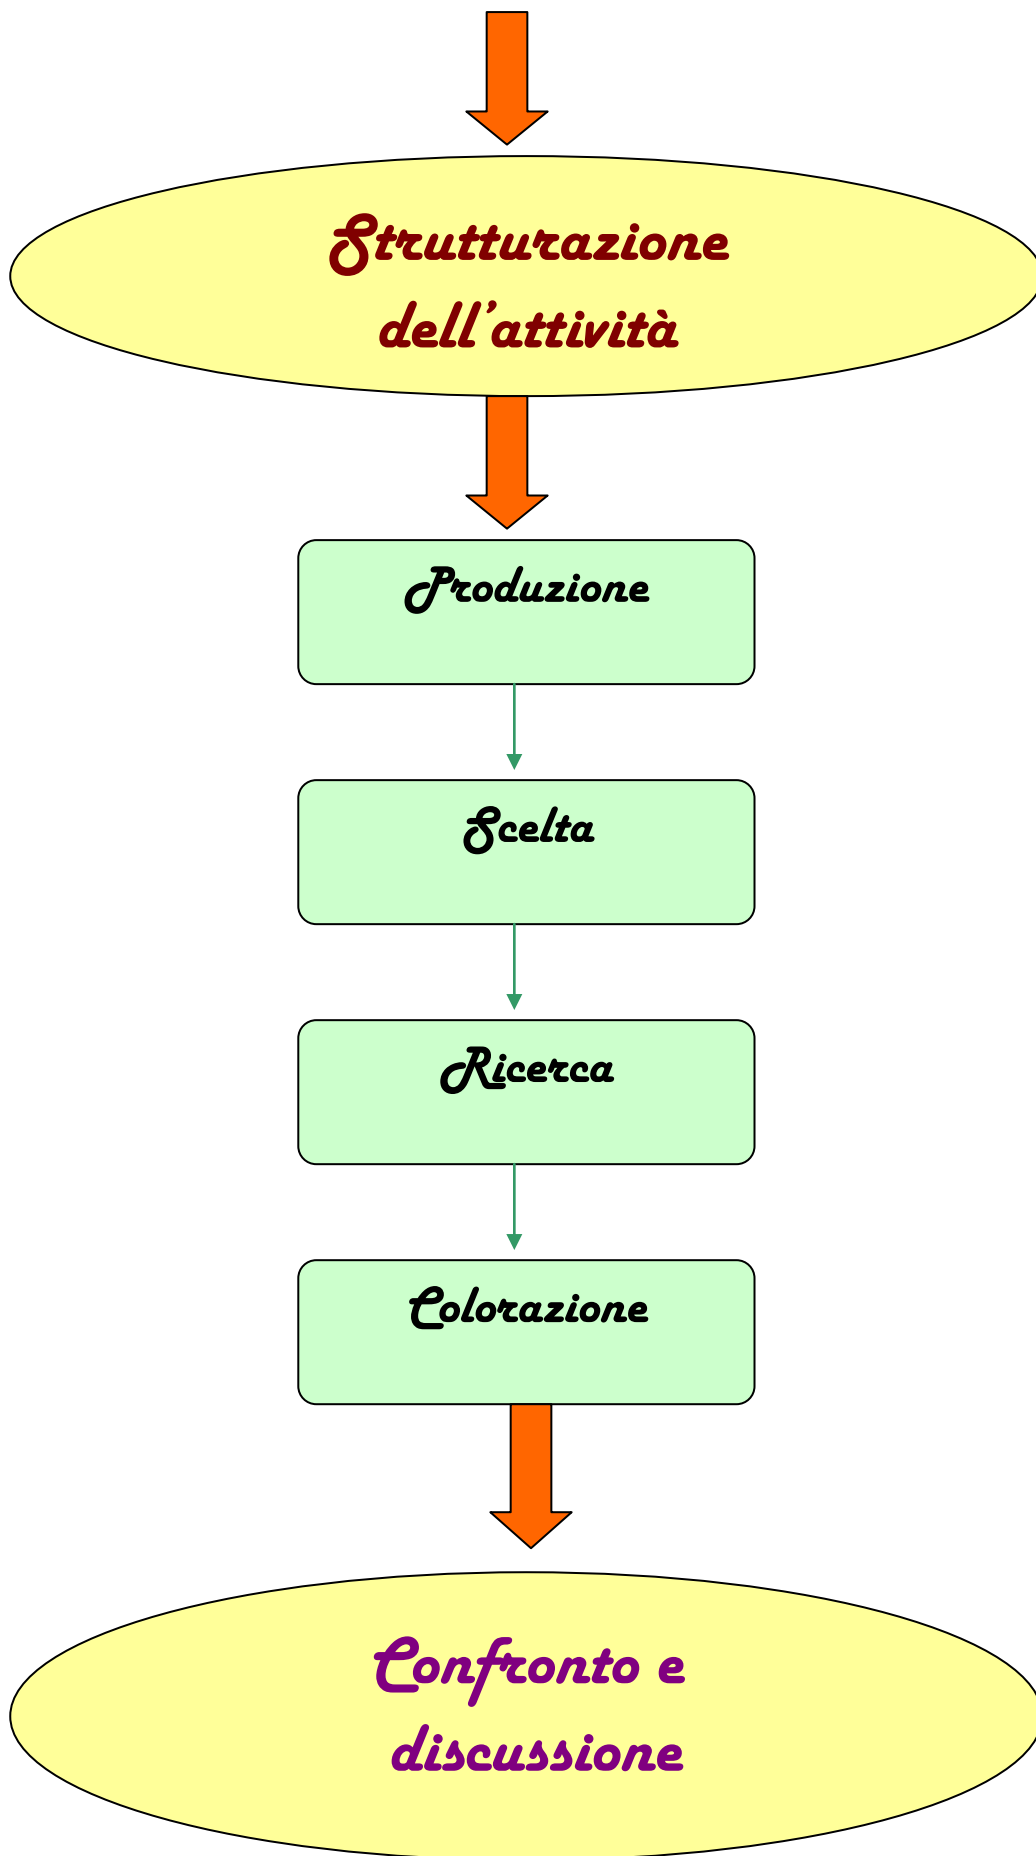 Strutturazione
dell'attività
Produzione
Scelta
Ricerca
Colorazione
Confronto e
discussione